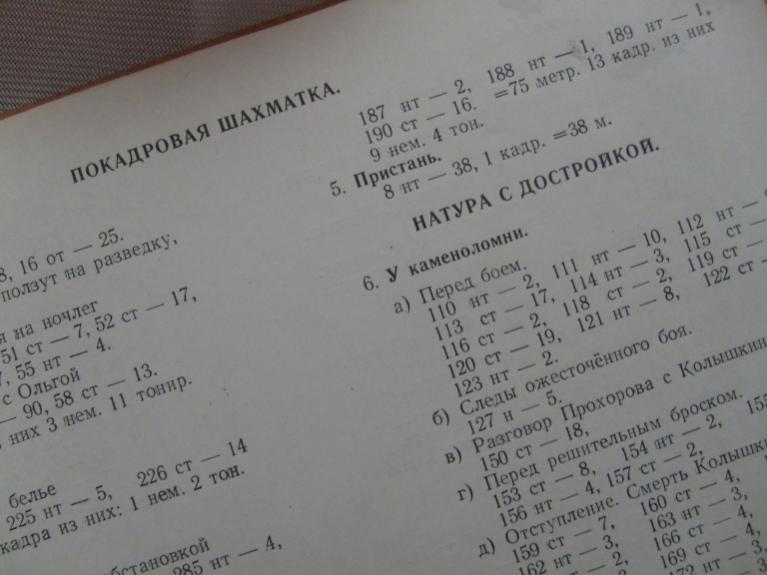 ПОКАДРОВАЯ ШАХМАТКА.
8, 16 от — 25.
ползут на разведку,
на ночлег
51 ст — 7, 52 ст — 17,
55 нт — 4.
с Ольгой
— 90, 58 ст — 13.
них 3 нем. 11 тонир.
белье
225 нт — 5, 226 ст — 14
кадра из них: 1 нем. 2 тон.
285 нт — 4,
187 нт — 2, 188 нт — 1, 189 нт — 1,
190 ст — 16. =75 метр. 13 кадр. из них
9 нем. 4 тон.
5. Пристань.
8 нт — 38, 1 кадр. =38 м.
НАТУРА С ДОСТРОЙКОЙ.
6. У каменоломни.
а) Перед боем.
110 нт — 2, 111 нт — 10, 112 нт —
113 ст — 17, 114 нт — 3, 115 ст —
116 ст — 2, 118 ст — 2, 119 ст —
120 ст — 19, 121 нт — 8, 122 ст —
123 нт — 2.
б) Следы ожесточённого боя.
127 н — 5.
в) Разговор Прохорова с
150 ст — 18,
г) Перед решительным броском.
153 ст — 8, 154 нт — 2, 155
156 нт — 4, 157 ст — 2,
д) Отступление. Смерть
159 ст — 7, 160 ст — 4,
162 нт — 3, 163 нт — 3,
— 2, 166 ст — 4,
169 ст — 4,
172 нт — 3,